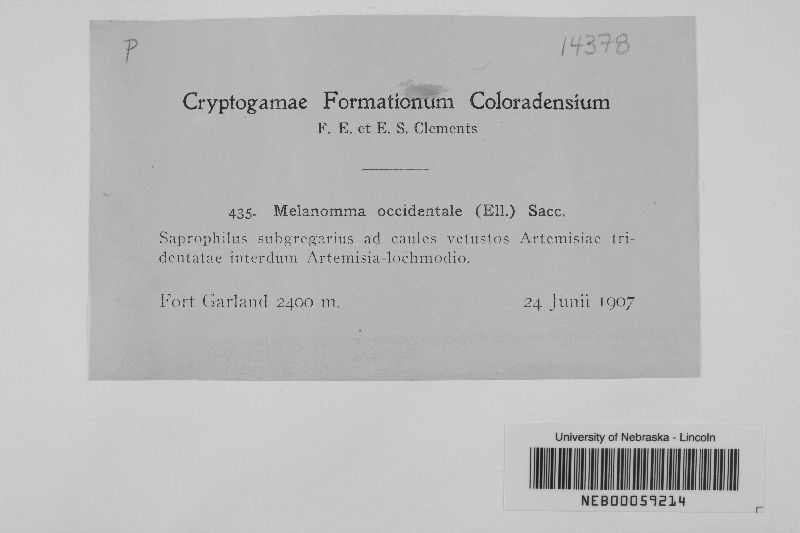 P
14378
Cryptogamae Formationum Coloradensium
F. E. et E. S. Clements
435. Melanomma occidentale (Ell.) Sacc.
Saprophilus subgregarius ad caules vetustos Artemisiae tri-
dentatae interdum Artemisia-lochmodio.
Fort Garland 2400 m. 24 Junii 1907
University of Nebraska - Lincoln
NEB00059214